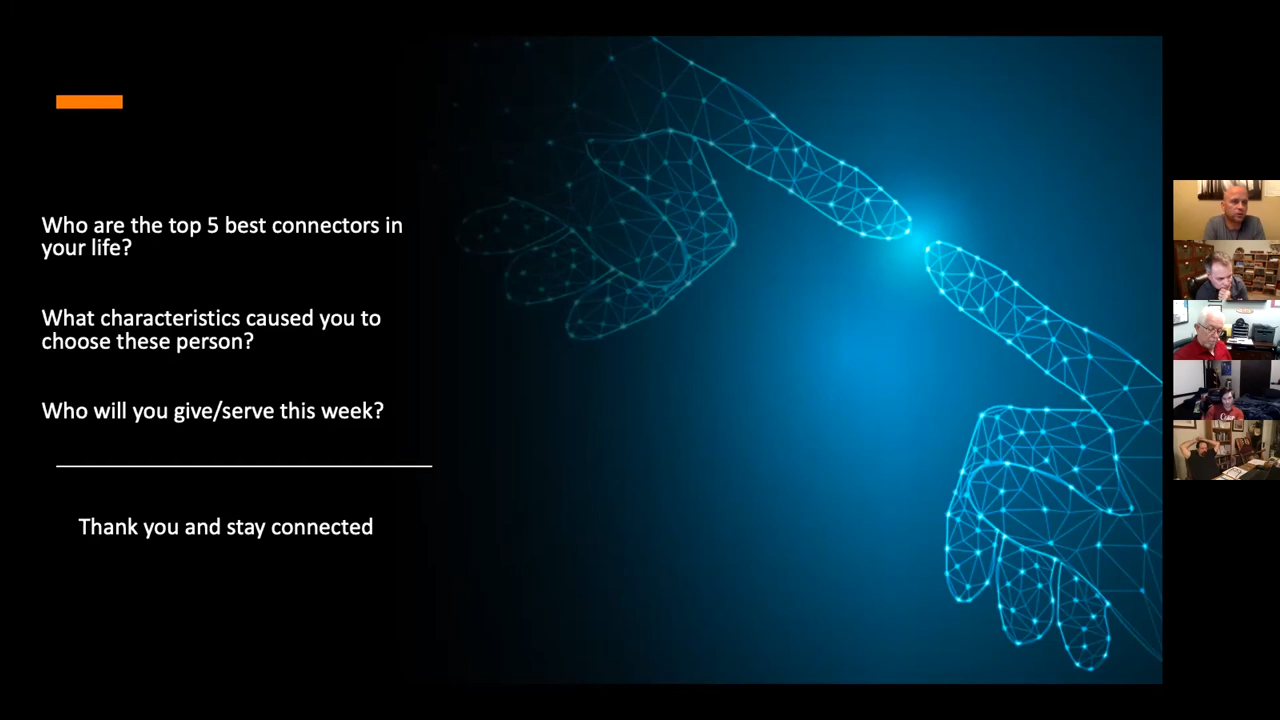 Who are the top 5 best connectors in
your life?
What characteristics caused you to
choose these person?
Who will you give/serve this week?
Thank you and stay connected